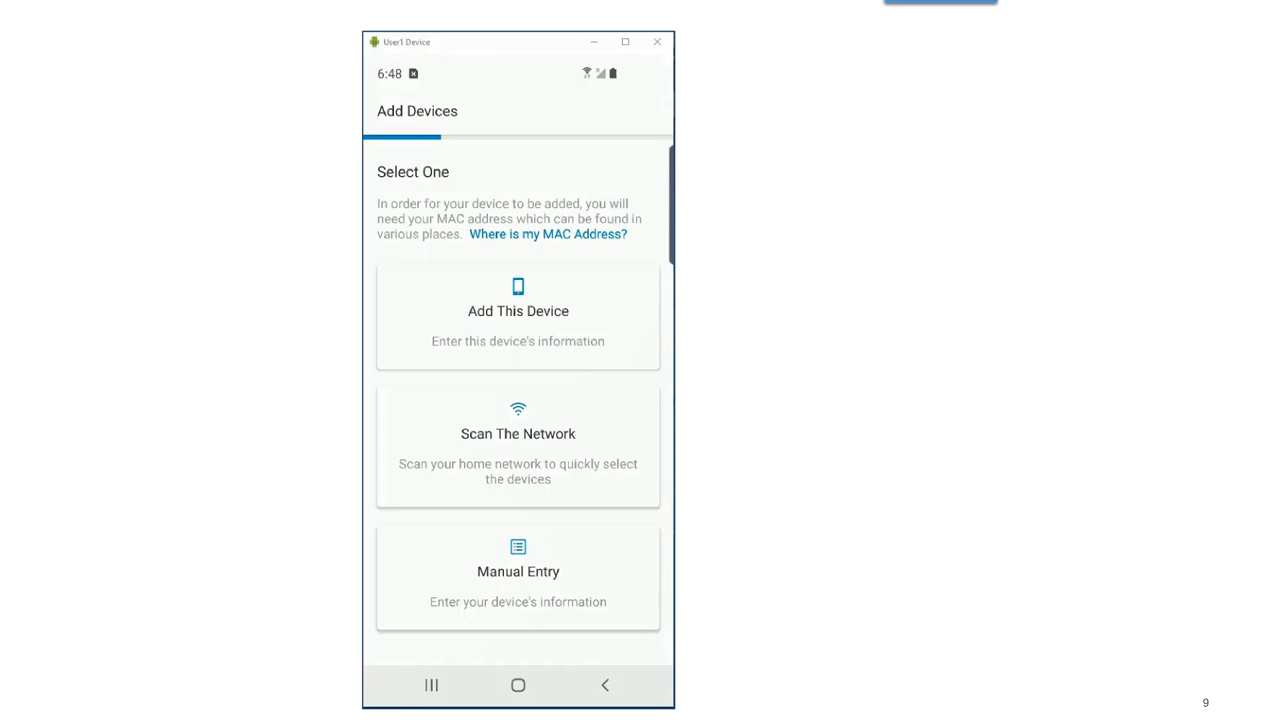 User1 Device
6:48
Add Devices
Select One
In order for your device to be added, you will
need your MAC address which can be found in
various places. Where is my MAC Address?
Add This Device
Enter this device's information
Scan The Network
Scan your home network to quickly select
the devices
Manual Entry
Enter your device's information
9